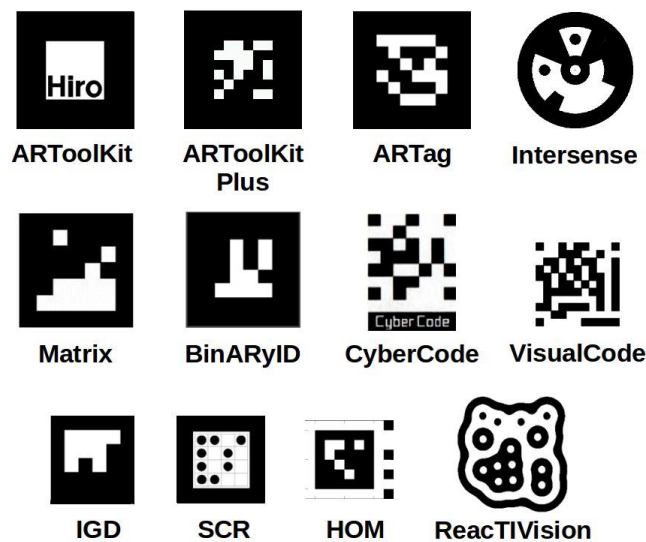 Hiro
ARToolKit
ARToolKit
Plus
ARTag
Intersense
Matrix
BinARyID
CyberCode
CyberCode
VisualCode
IGD
SCR
HOM
ReacTIVision